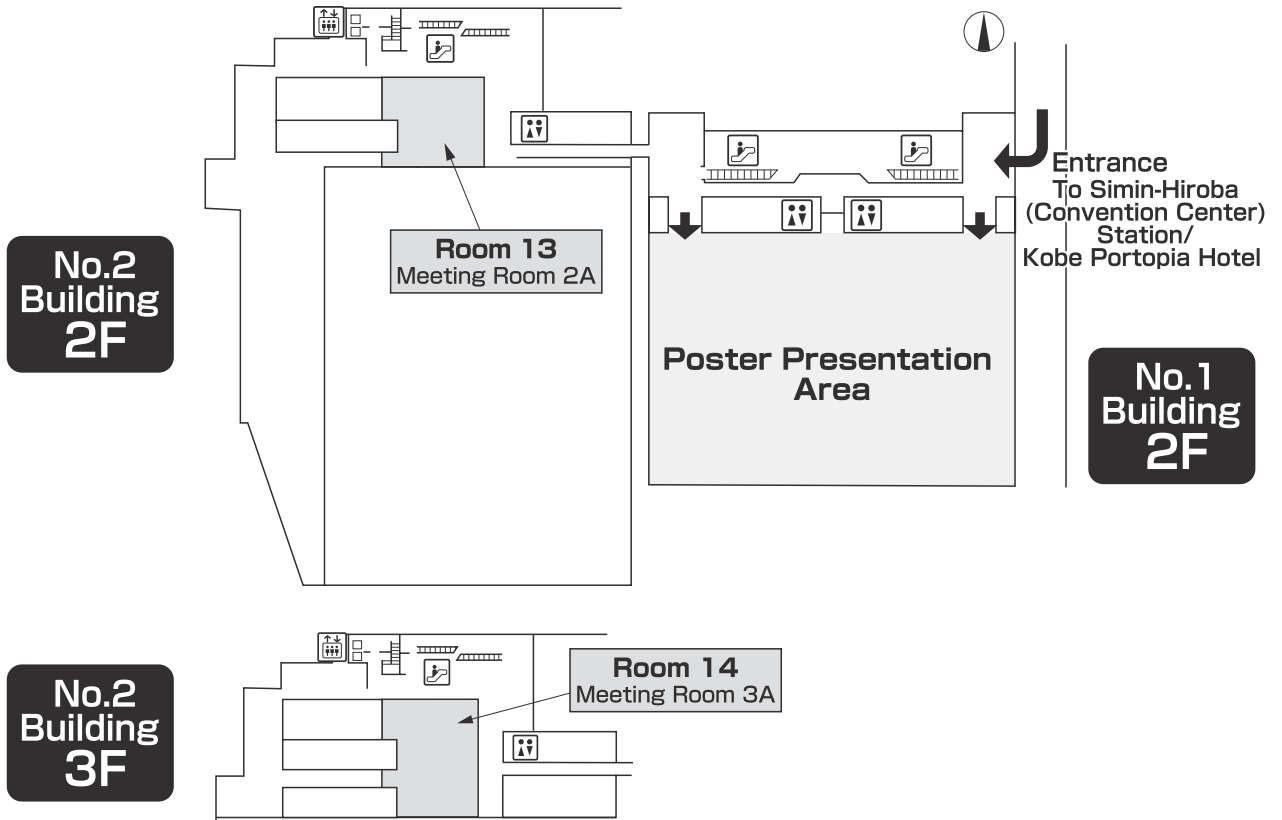 Entrance
To Simin-Hiroba
(Convention Center)
Station/
Kobe Portopia Hotel
No.2
Building
2F
Room 13
Meeting Room 2A
Poster Presentation
Area
No.1
Building
2F
No.2
Building
3F
Room 14
Meeting Room 3A